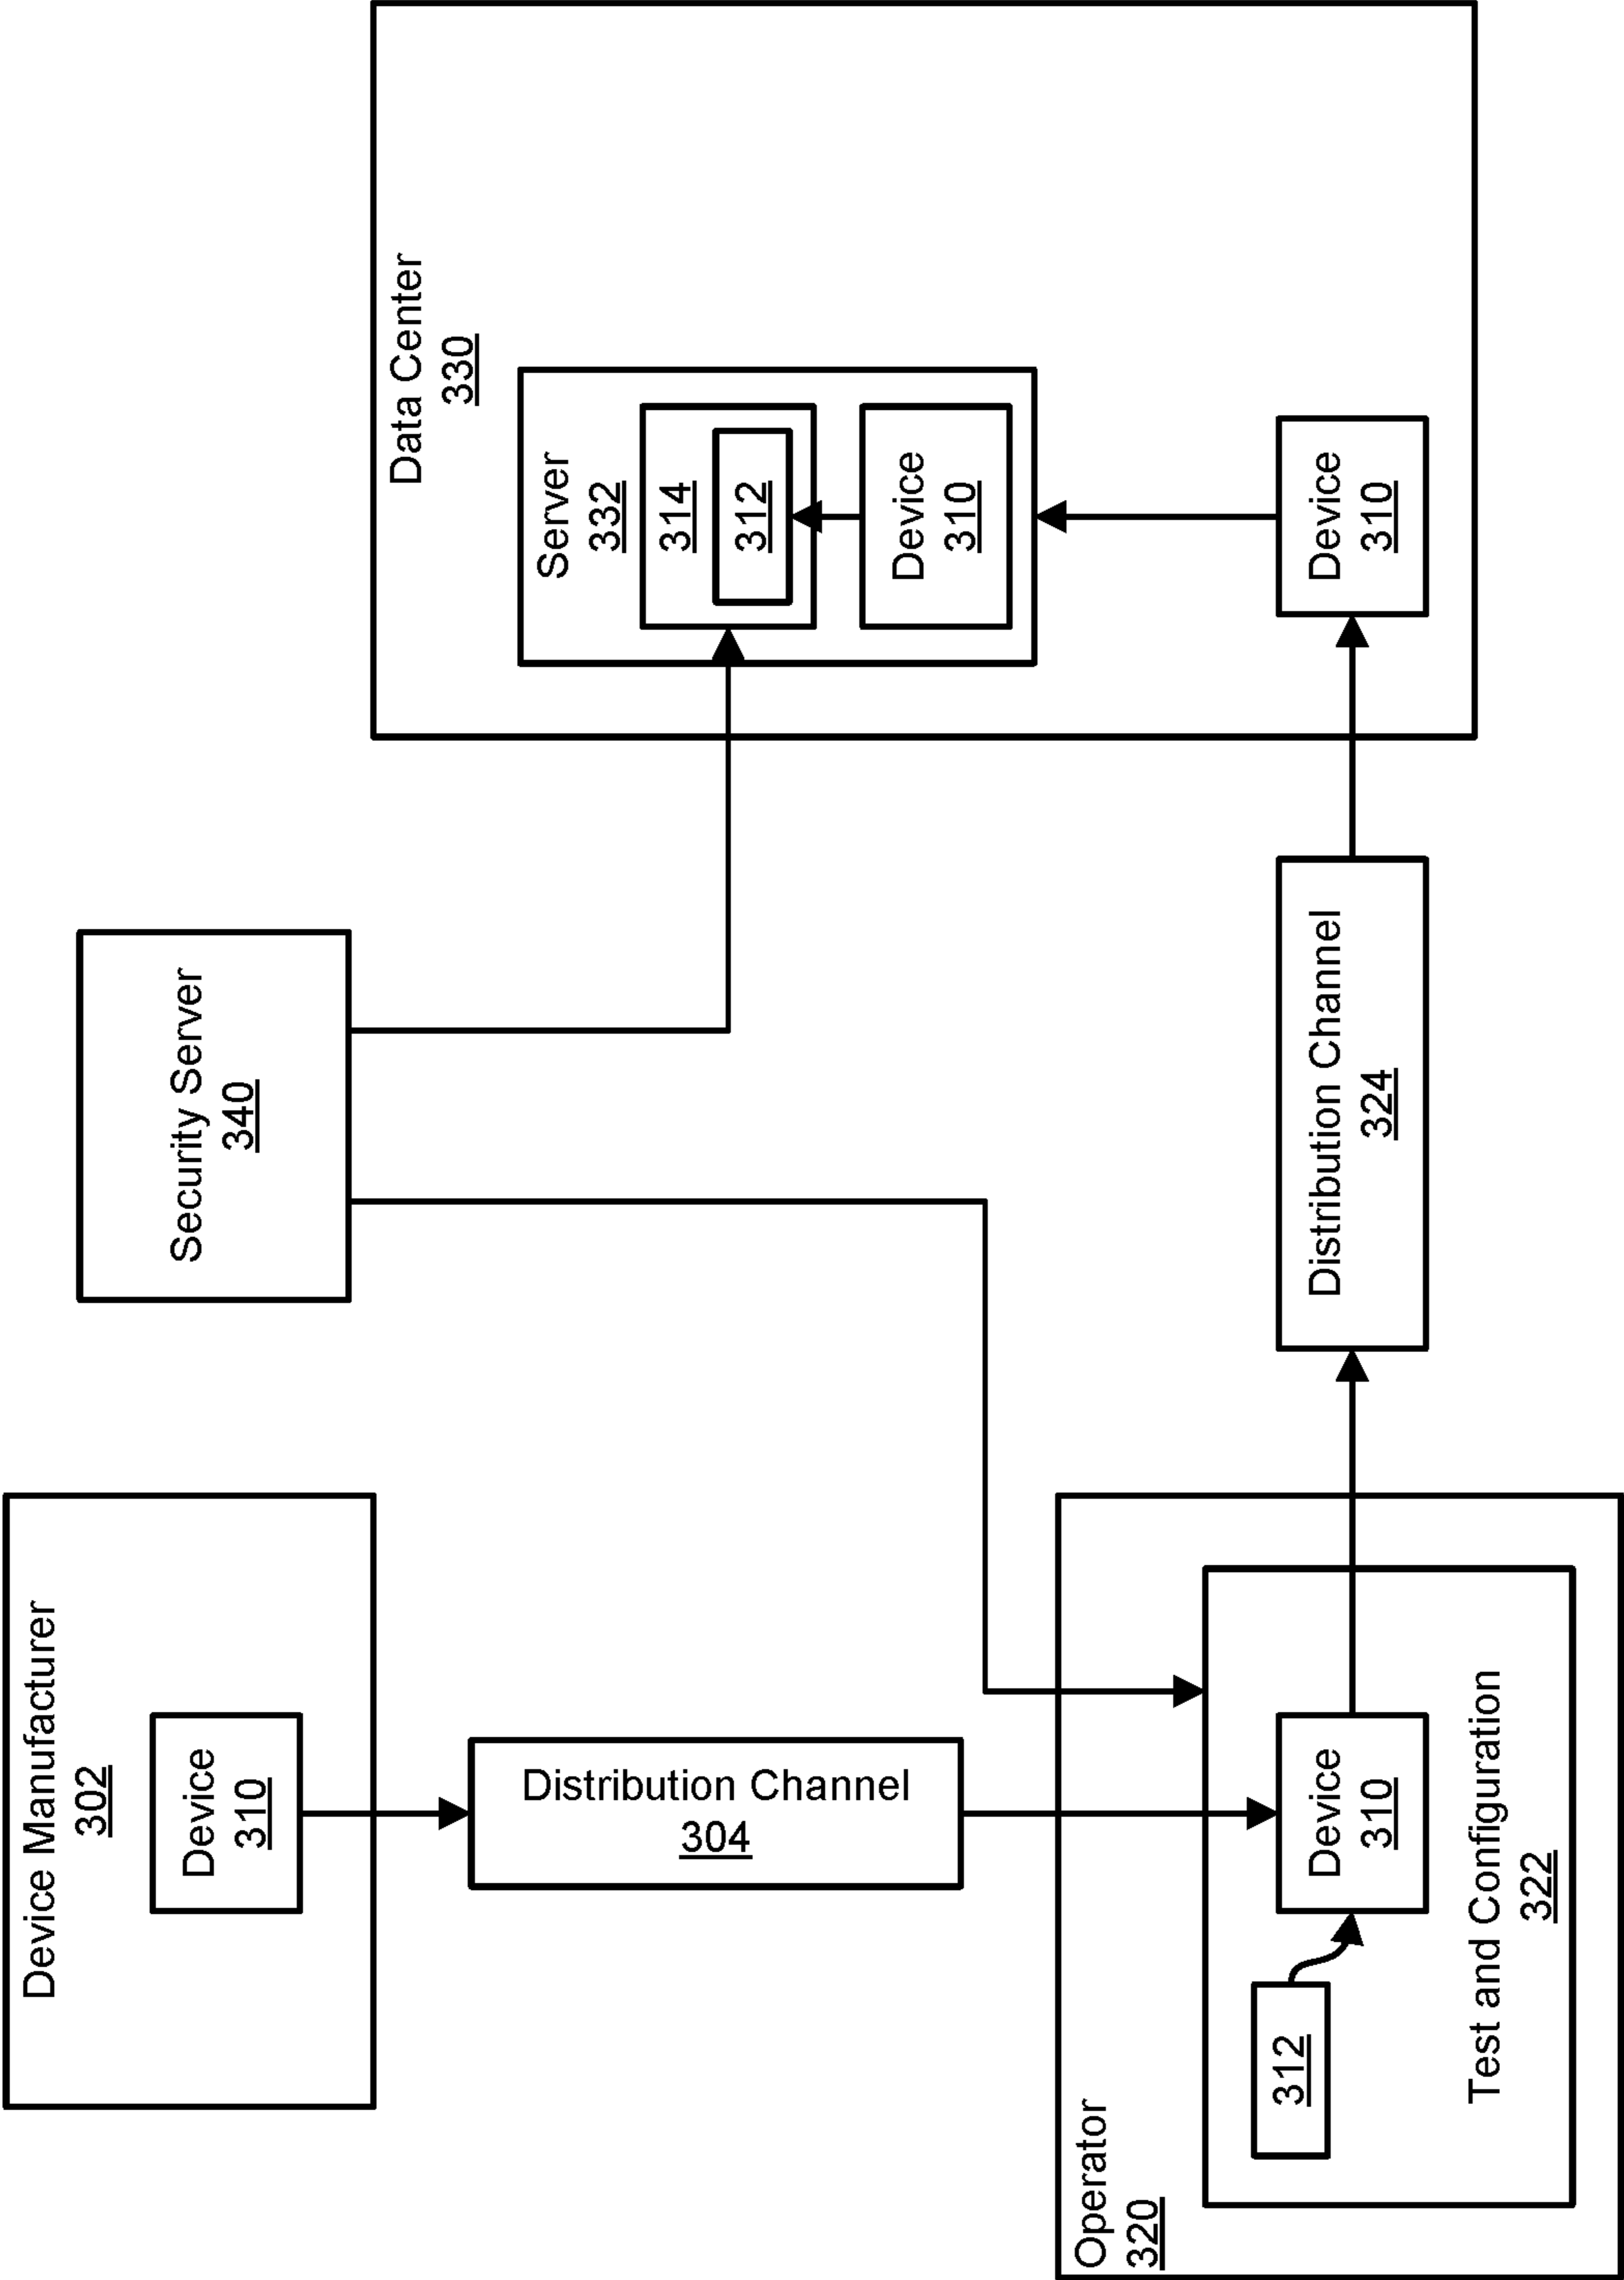 Device Manufacturer
302
Device
310
Distribution Channel
304
Operator
320
312
Device
310
Test and Configuration
322
Security Server
340
Distribution Channel
324
Data Center
330
Server
332
314
312
Device
310
Device
310